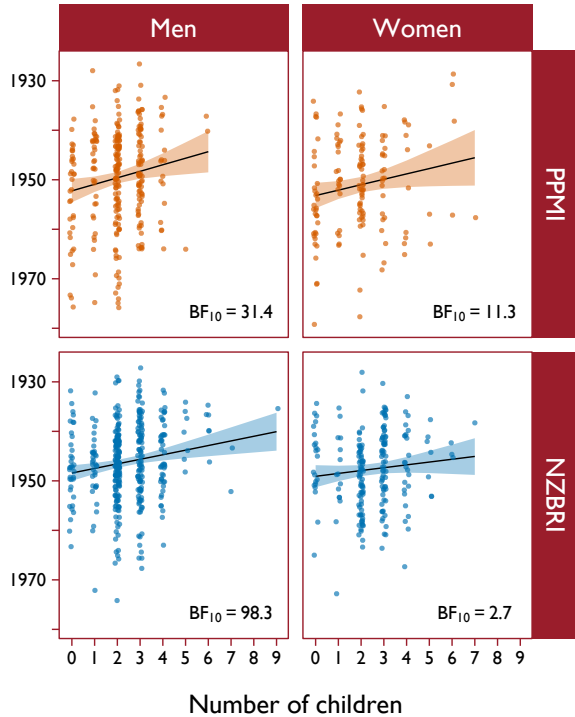 Men Women
1930
1950
1970
BF10 = 31.4
BF10 = 11.3
PPMI
1930
1950
1970
BF10 = 98.3
BF10 = 2.7
NZBRI
0 1 2 3 4 5 6 7 8 9
0 1 2 3 4 5 6 7 8 9
Number of children